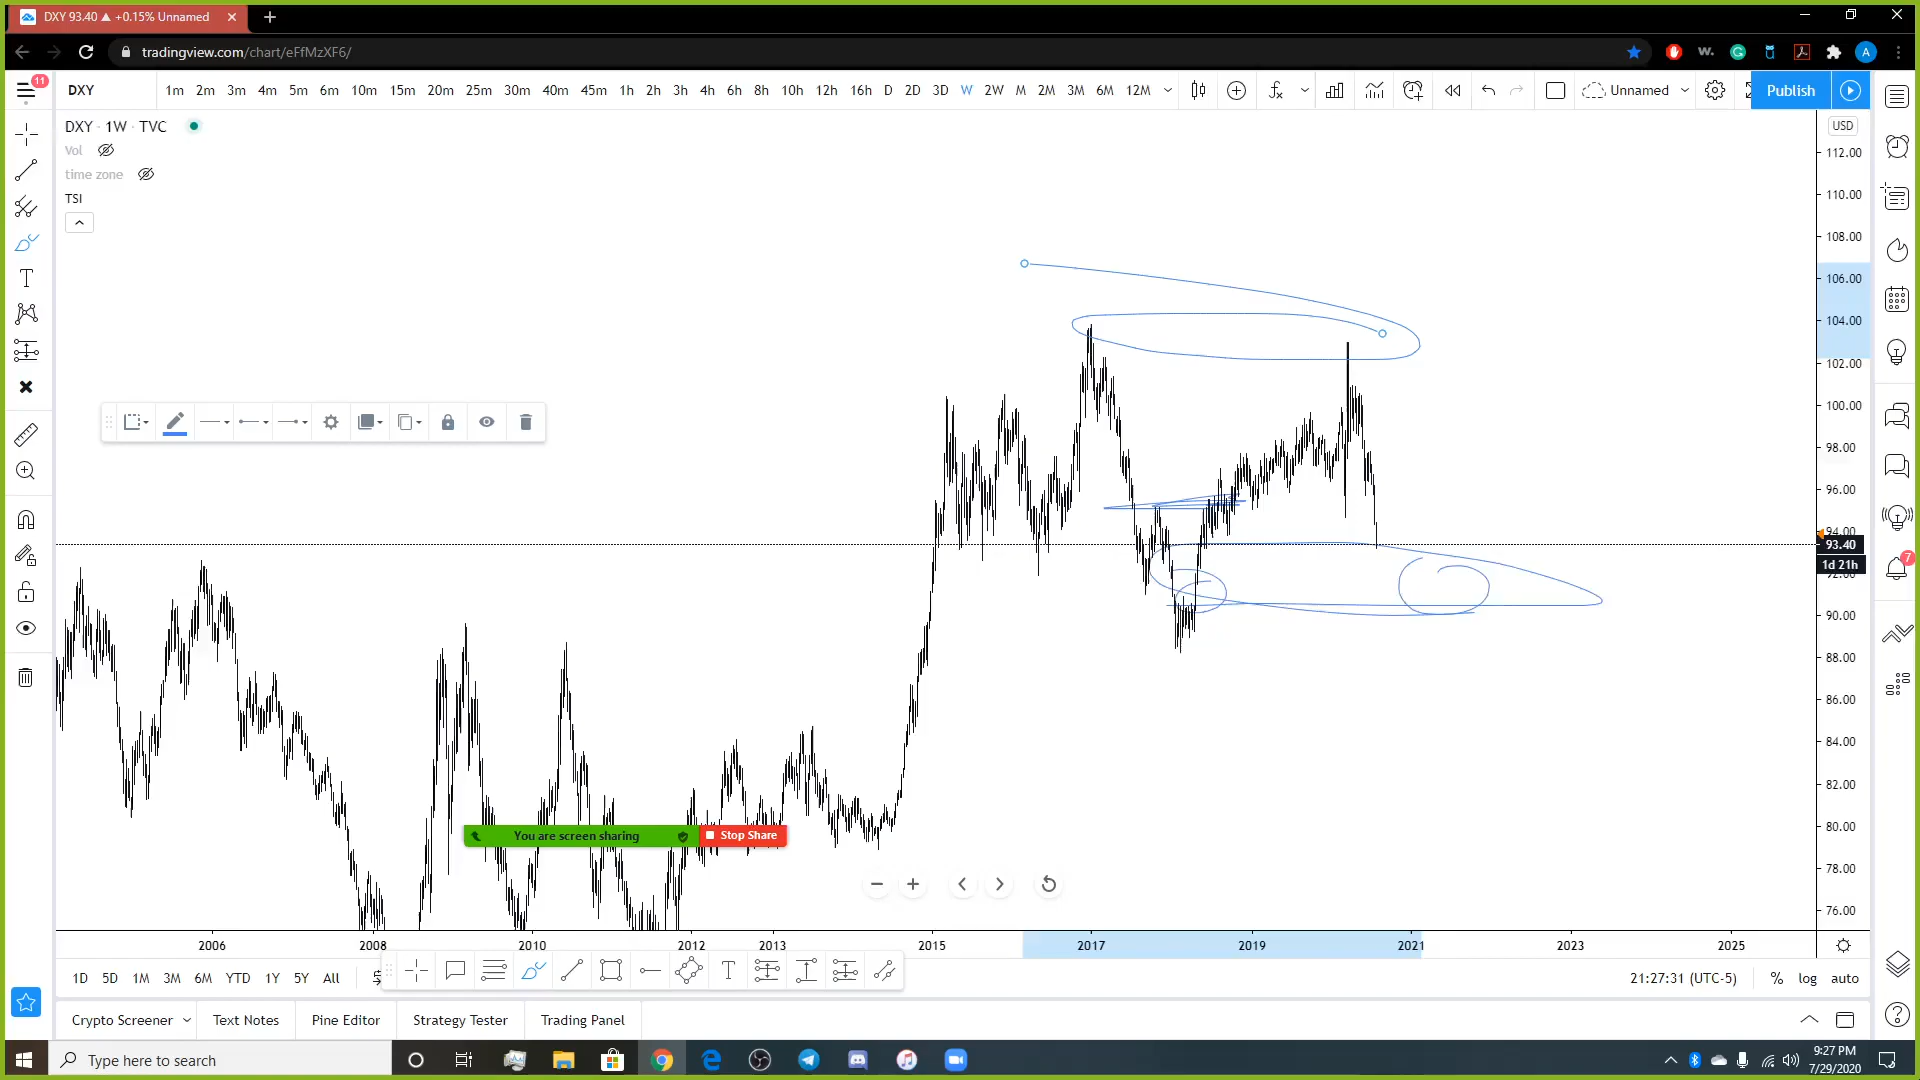 DXY 93.40 ▲ +0.15% Unnamed
tradingview.com/chart/eFfMzXF6/
11
DXY 1m 2m 3m 4m 5m 6m 10m 15m 20m 25m 30m 40m 45m 1h 2h 3h 4h 6h 8h 10h 12h 16h D 2D 3D W 2W M 2M 3M 6M 12M Unnamed Publish
DXY · 1W · TVC
Vol
time zone
TSI
USD
112.00
110.00
108.00
106.00
104.00
102.00
100.00
98.00
96.00
94.00
93.40
1d 21h
92.00
90.00
88.00
86.00
84.00
82.00
80.00
78.00
76.00
7
You are screen sharing Stop Share
2006 2008 2010 2012 2013 2015 2017 2019 2021 2023 2025
1D 5D 1M 3M 6M YTD 1Y 5Y All 21:27:31 (UTC-5) % log auto
Crypto Screener Text Notes Pine Editor Strategy Tester Trading Panel
Type here to search
9:27 PM
7/29/2020